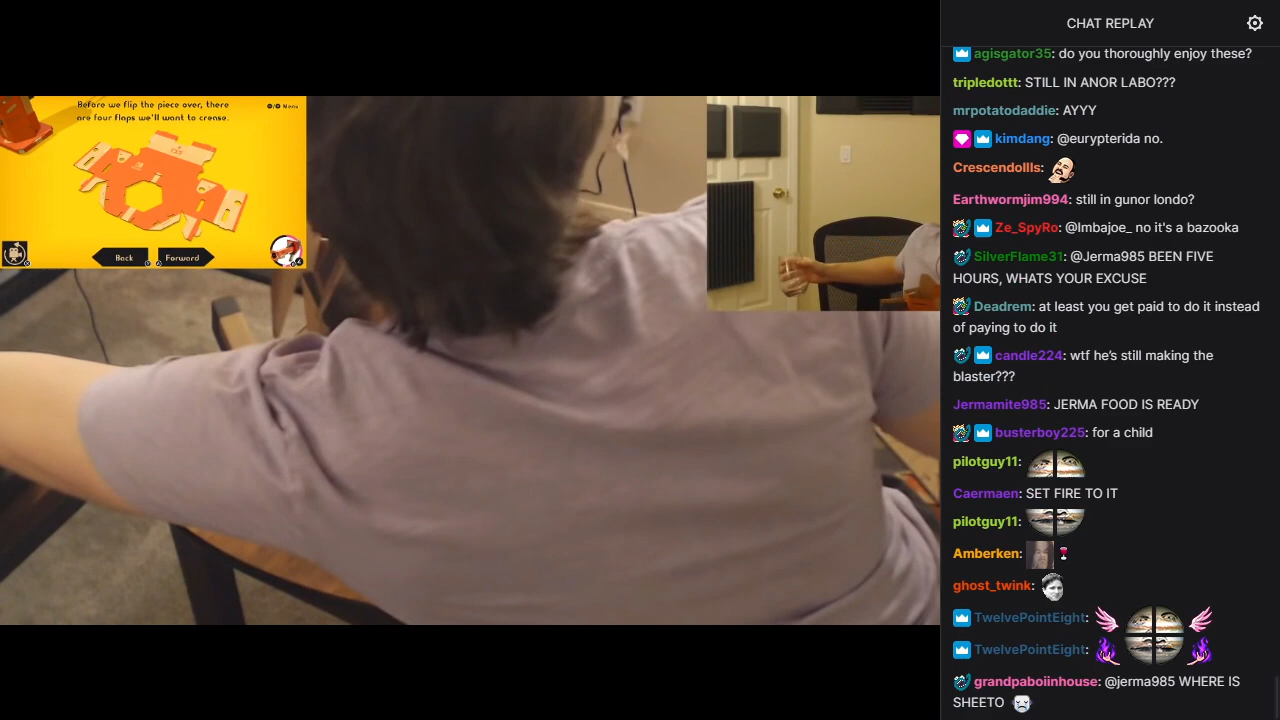 Before we flip the piece over, there
are four flaps we'll want to crease.
Menu
Back
Forward
CHAT REPLAY
agisgator35: do you thoroughly enjoy these?
tripledottt: STILL IN ANOR LABO???
mrpotatodaddie: AYYY
kimdang: @eurypterida no.
Crescendollls:
Earthwormjim994: still in gunor londo?
Ze_SpyRo: @Imbajoe_ no it's a bazooka
SilverFlame31: @Jerma985 BEEN FIVE
HOURS, WHATS YOUR EXCUSE
Deadrem: at least you get paid to do it instead
of paying to do it
candle224: wtf he's still making the
blaster???
Jermamite985: JERMA FOOD IS READY
busterboy225: for a child
pilotguy11:
Caermaen: SET FIRE TO IT
pilotguy11:
Amberken:
ghost_twink:
TwelvePointEight:
TwelvePointEight:
grandpaboiinhouse: @jerma985 WHERE IS
SHEETO